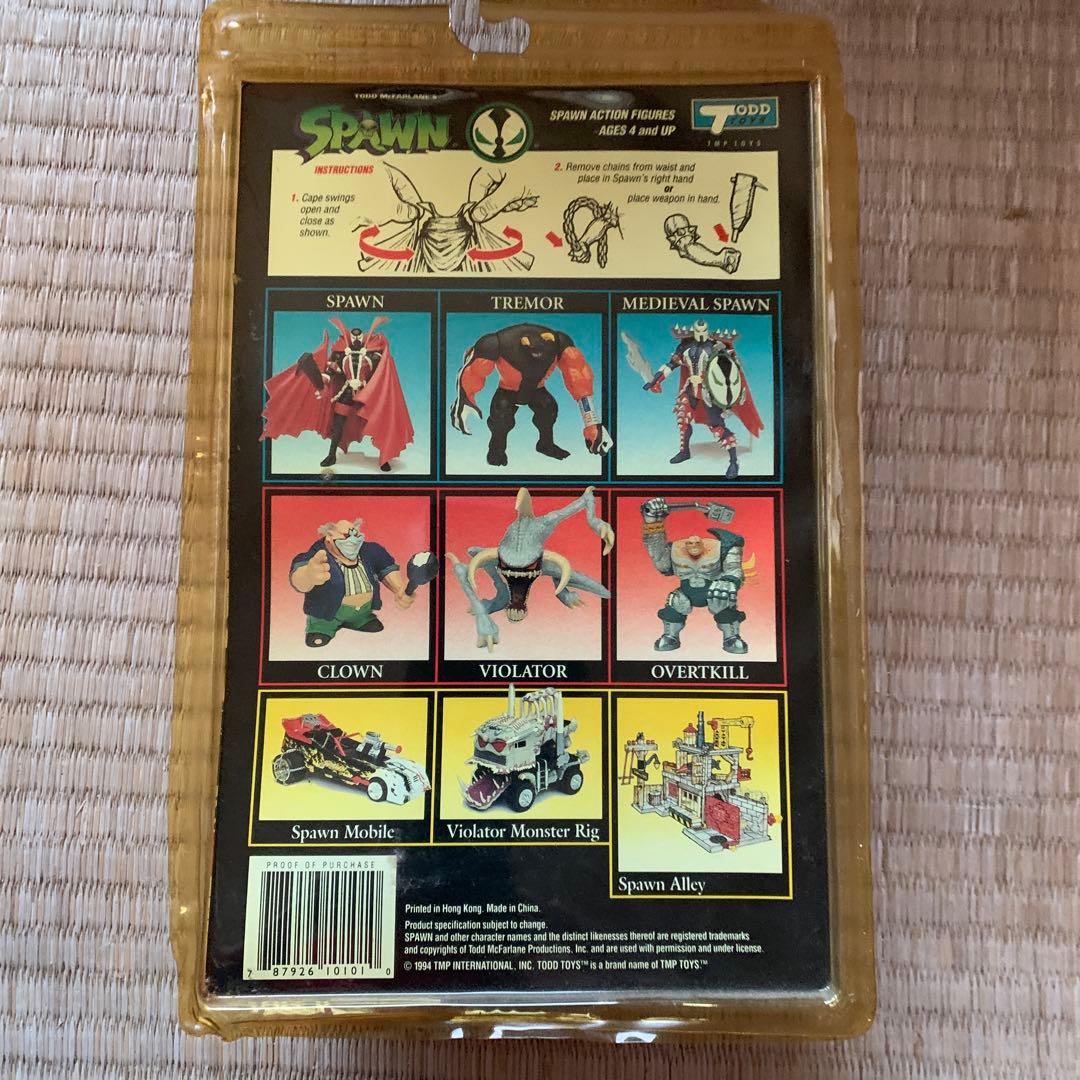 TODD McFARLANE'S
SPAWN
SPAWN ACTION FIGURES
AGES 4 and UP
TODD
TOYS
TMP TOYS
INSTRUCTIONS
1. Cape swings
open and
close as
shown.
2. Remove chains from waist and
place in Spawn's right hand
or
place weapon in hand.
SPAWN
TREMOR
MEDIEVAL SPAWN
CLOWN
VIOLATOR
OVERTKILL
Spawn Mobile
Violator Monster Rig
Spawn Alley
PROOF OF PURCHASE
7 87926 10101 0
Printed in Hong Kong. Made in China.
Product specification subject to change.
SPAWN and other character names and the distinct likenesses thereof are registered trademarks
and copyrights of Todd McFarlane Productions. Inc. and are used with permission and under license.
© 1994 TMP INTERNATIONAL, INC. TODD TOYS™ is a brand name of TMP TOYS.™